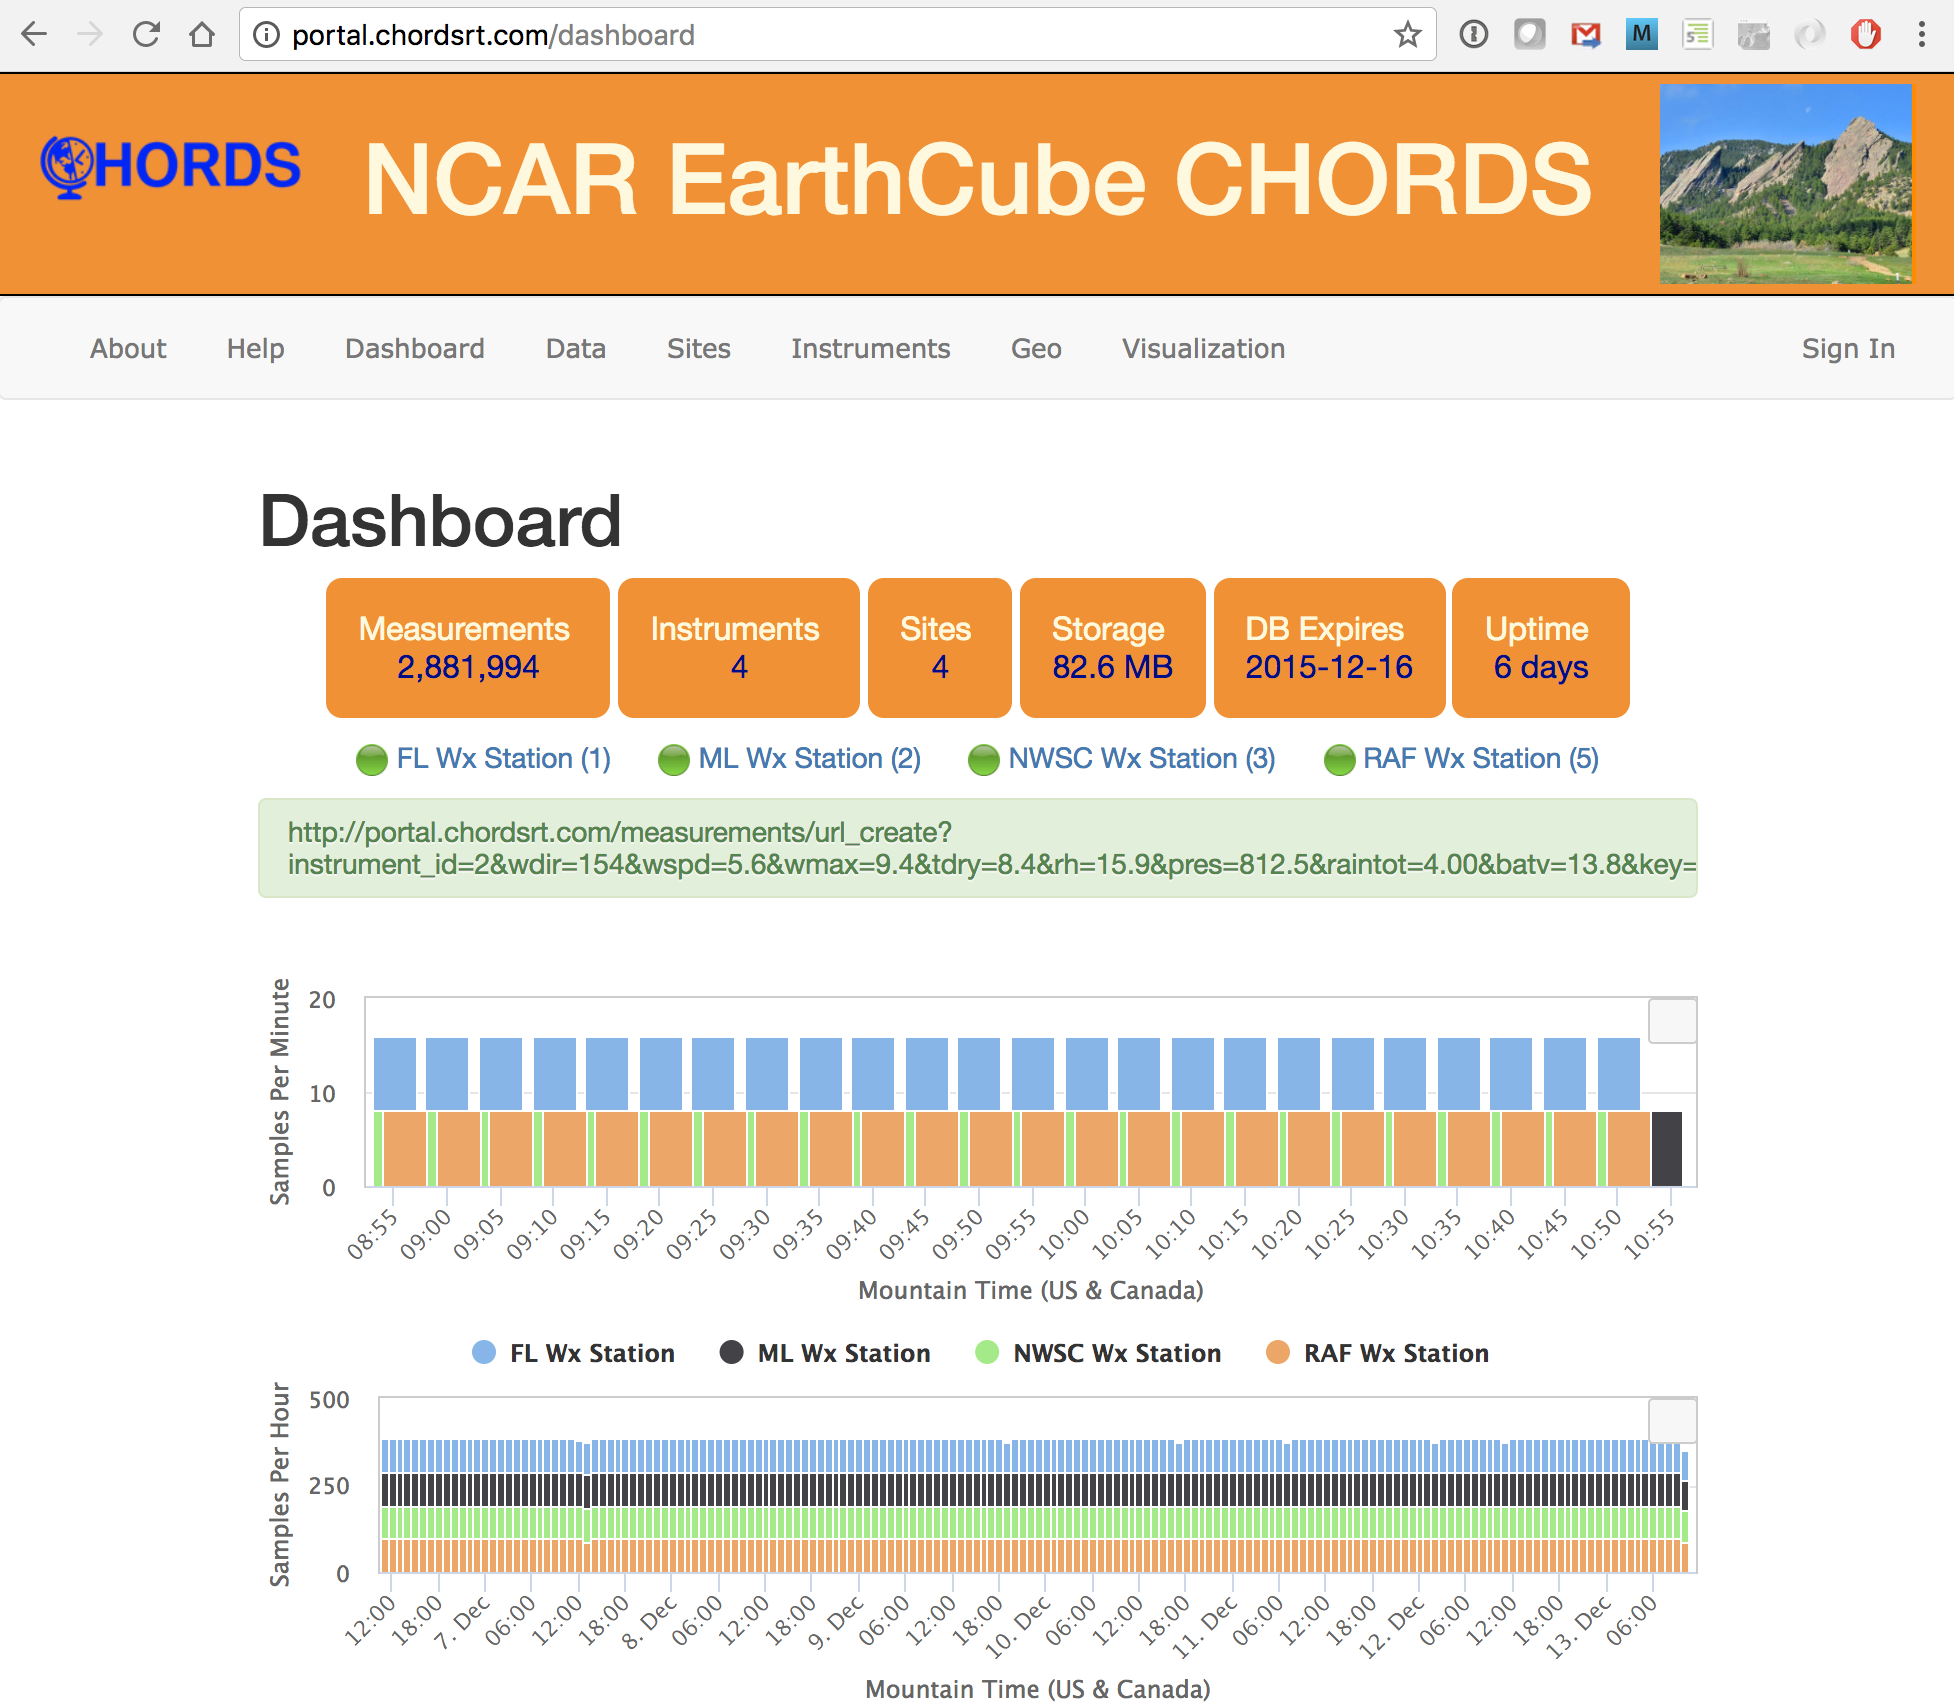 portal.chordsrt.com/dashboard
M
5
CHORDS
NCAR EarthCube CHORDS
About Help Dashboard Data Sites Instruments Geo Visualization Sign In
Dashboard
Measurements Instruments Sites Storage DB Expires Uptime
2,881,994 4 4 82.6 MB 2015-12-16 6 days
FL Wx Station (1) ML Wx Station (2) NWSC Wx Station (3) RAF Wx Station (5)
http://portal.chordsrt.com/measurements/url_create?
instrument_id=2&wdir=154&wspd=5.6&wmax=9.4&tdry=8.4&rh=15.9&pres=812.5&raintot=4.00&batv=13.8&key=
Samples Per Minute
20
10
0
08:55 09:00 09:05 09:10 09:15 09:20 09:25 09:30 09:35 09:40 09:45 09:50 09:55 10:00 10:05 10:10 10:15 10:20 10:25 10:30 10:35 10:40 10:45 10:50 10:55
Mountain Time (US & Canada)
FL Wx Station ML Wx Station NWSC Wx Station RAF Wx Station
Samples Per Hour
500
250
0
12:00 18:00 7. Dec 06:00 12:00 18:00 8. Dec 06:00 12:00 18:00 9. Dec 06:00 12:00 18:00 10. Dec 06:00 12:00 18:00 11. Dec 06:00 12:00 18:00 12. Dec 06:00 12:00 18:00 13. Dec 06:00
Mountain Time (US & Canada)